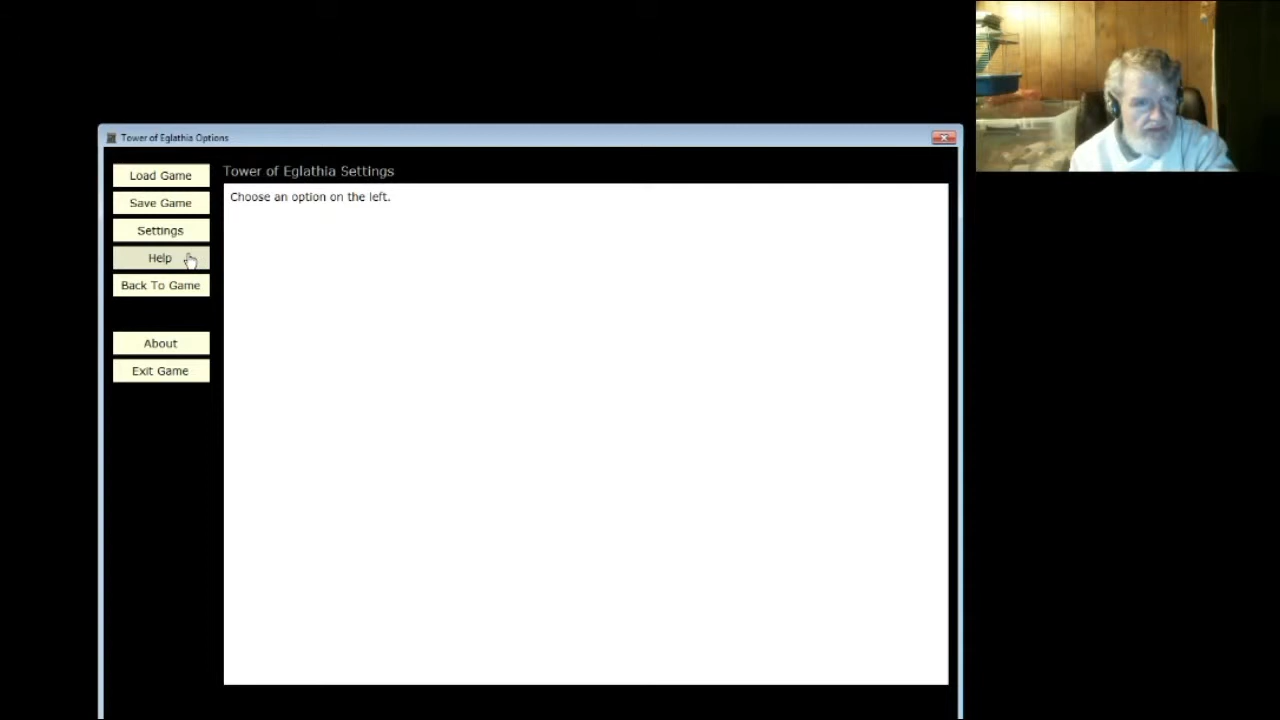 Tower of Eglathia Options
Load Game
Save Game
Settings
Help
Back To Game
About
Exit Game
Tower of Eglathia Settings
Choose an option on the left.